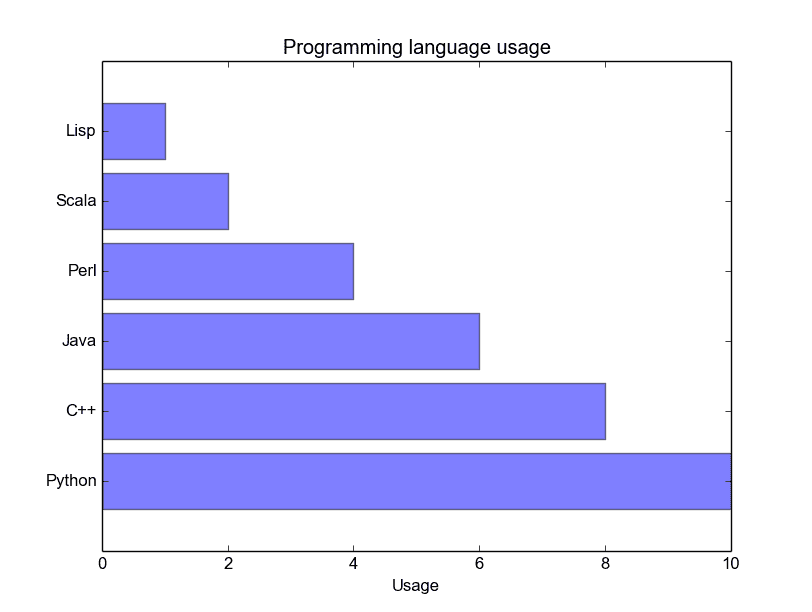 Programming language usage
Lisp
Scala
Perl
Java
C++
Python
0 2 4 6 8 10
Usage